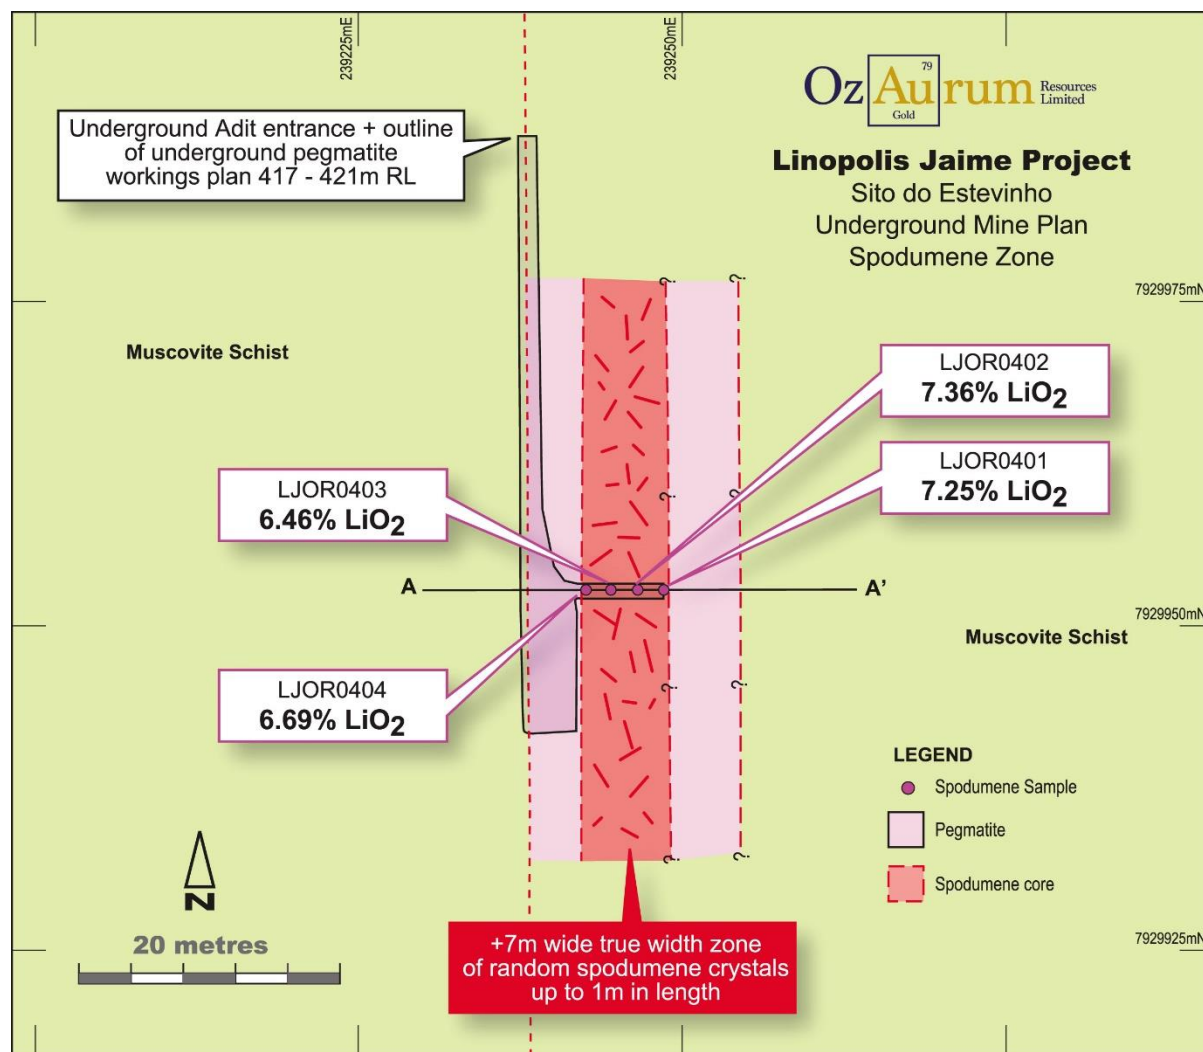 239225mE
239250mE
Oz Aurum Resources
79
Limited
Gold
Linopolis Jaime Project
Sito do Estevinho
Underground Mine Plan
Spodumene Zone
Underground Adit entrance + outline
of underground pegmatite
workings plan 417 - 421m RL
?
?
7929975mN
Muscovite Schist
LJOR0402
7.36% LiO2
LJOR0403
6.46% LiO2
LJOR0401
7.25% LiO2
?
?
A
A’
7929950mN
Muscovite Schist
LJOR0404
6.69% LiO2
?
?
LEGEND
Spodumene Sample
Pegmatite
Spodumene core
?
?
N
20 metres
+7m wide true width zone
of random spodumene crystals
up to 1m in length
7929925mN